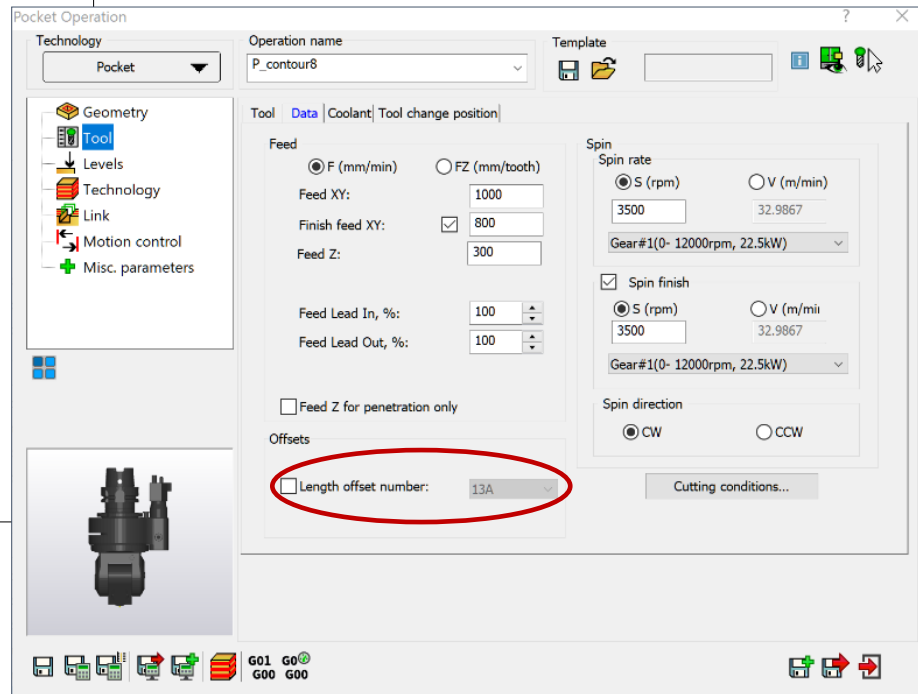 Pocket Operation
?
Technology
Pocket
Operation name
P_contour8
Template
Geometry
Tool
Levels
Technology
Link
Motion control
Misc. parameters
Tool Data Coolant Tool change position
Feed
F (mm/min) FZ (mm/tooth)
Feed XY: 1000
Finish feed XY: 800
Feed Z: 300
Feed Lead In, %: 100
Feed Lead Out, %: 100
Feed Z for penetration only
Offsets
Length offset number: 13A
Spin
Spin rate
S (rpm) V (m/min)
3500 32.9867
Gear#1(0- 12000rpm, 22.5kW)
Spin finish
S (rpm) V (m/mii
3500 32.9867
Gear#1(0- 12000rpm, 22.5kW)
Spin direction
CW CCW
Cutting conditions...
G01 G0
G00 G00